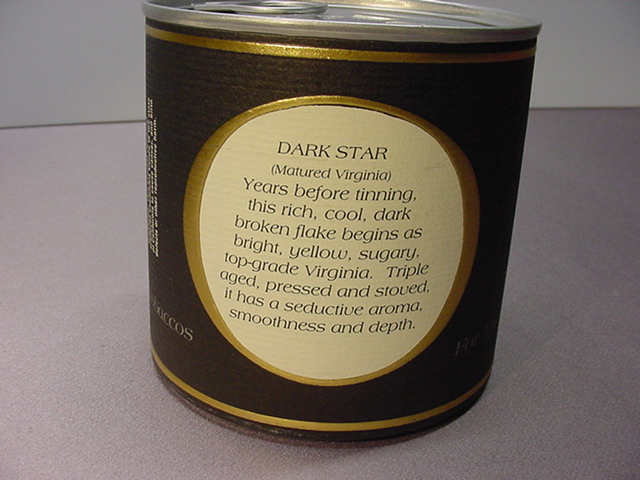 DARK STAR
(Matured Virginia)
Years before tinning,
this rich, cool, dark
broken flake begins as
bright, yellow, sugary,
top-grade Virginia. Triple
aged, pressed and stoved,
it has a seductive aroma,
smoothness and depth.